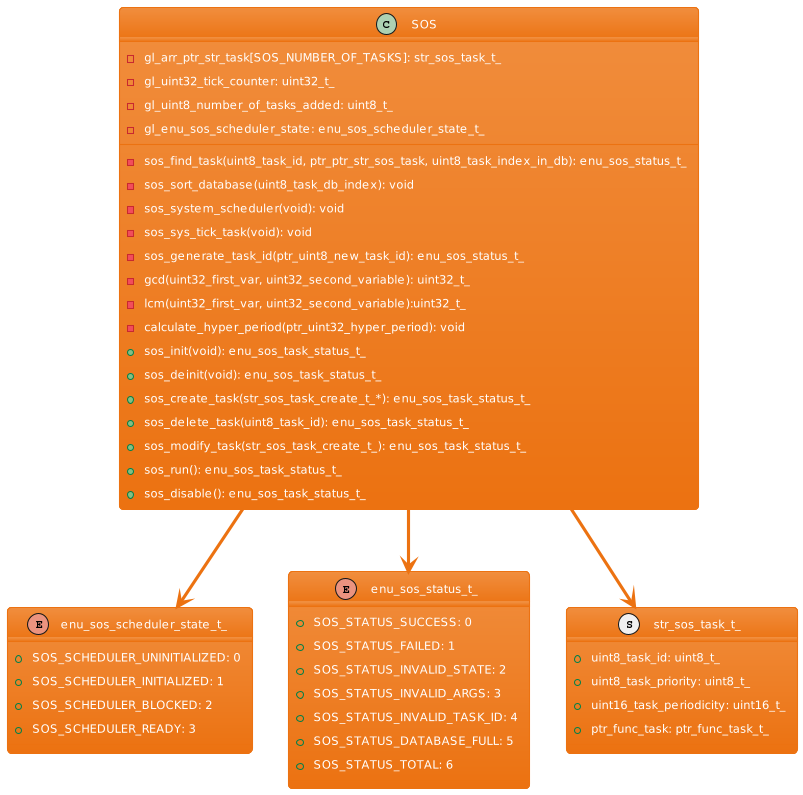 C SOS
gl_arr_ptr_str_task[SOS_NUMBER_OF_TASKS]: str_sos_task_t_
gl_uint32_tick_counter: uint32_t_
gl_uint8_number_of_tasks_added: uint8_t_
gl_enu_sos_scheduler_state: enu_sos_scheduler_state_t_
sos_find_task(uint8_task_id, ptr_ptr_str_sos_task, uint8_task_index_in_db): enu_sos_status_t_
sos_sort_database(uint8_task_db_index): void
sos_system_scheduler(void): void
sos_sys_tick_task(void): void
sos_generate_task_id(ptr_uint8_new_task_id): enu_sos_status_t_
gcd(uint32_first_var, uint32_second_variable): uint32_t_
lcm(uint32_first_var, uint32_second_variable):uint32_t_
calculate_hyper_period(ptr_uint32_hyper_period): void
sos_init(void): enu_sos_task_status_t_
sos_deinit(void): enu_sos_task_status_t_
sos_create_task(str_sos_task_create_t_*): enu_sos_task_status_t_
sos_delete_task(uint8_task_id): enu_sos_task_status_t_
sos_modify_task(str_sos_task_create_t_): enu_sos_task_status_t_
sos_run(): enu_sos_task_status_t_
sos_disable(): enu_sos_task_status_t_
E enu_sos_scheduler_state_t_
SOS_SCHEDULER_UNINITIALIZED: 0
SOS_SCHEDULER_INITIALIZED: 1
SOS_SCHEDULER_BLOCKED: 2
SOS_SCHEDULER_READY: 3
E enu_sos_status_t_
SOS_STATUS_SUCCESS: 0
SOS_STATUS_FAILED: 1
SOS_STATUS_INVALID_STATE: 2
SOS_STATUS_INVALID_ARGS: 3
SOS_STATUS_INVALID_TASK_ID: 4
SOS_STATUS_DATABASE_FULL: 5
SOS_STATUS_TOTAL: 6
S str_sos_task_t_
uint8_task_id: uint8_t_
uint8_task_priority: uint8_t_
uint16_task_periodicity: uint16_t_
ptr_func_task: ptr_func_task_t_